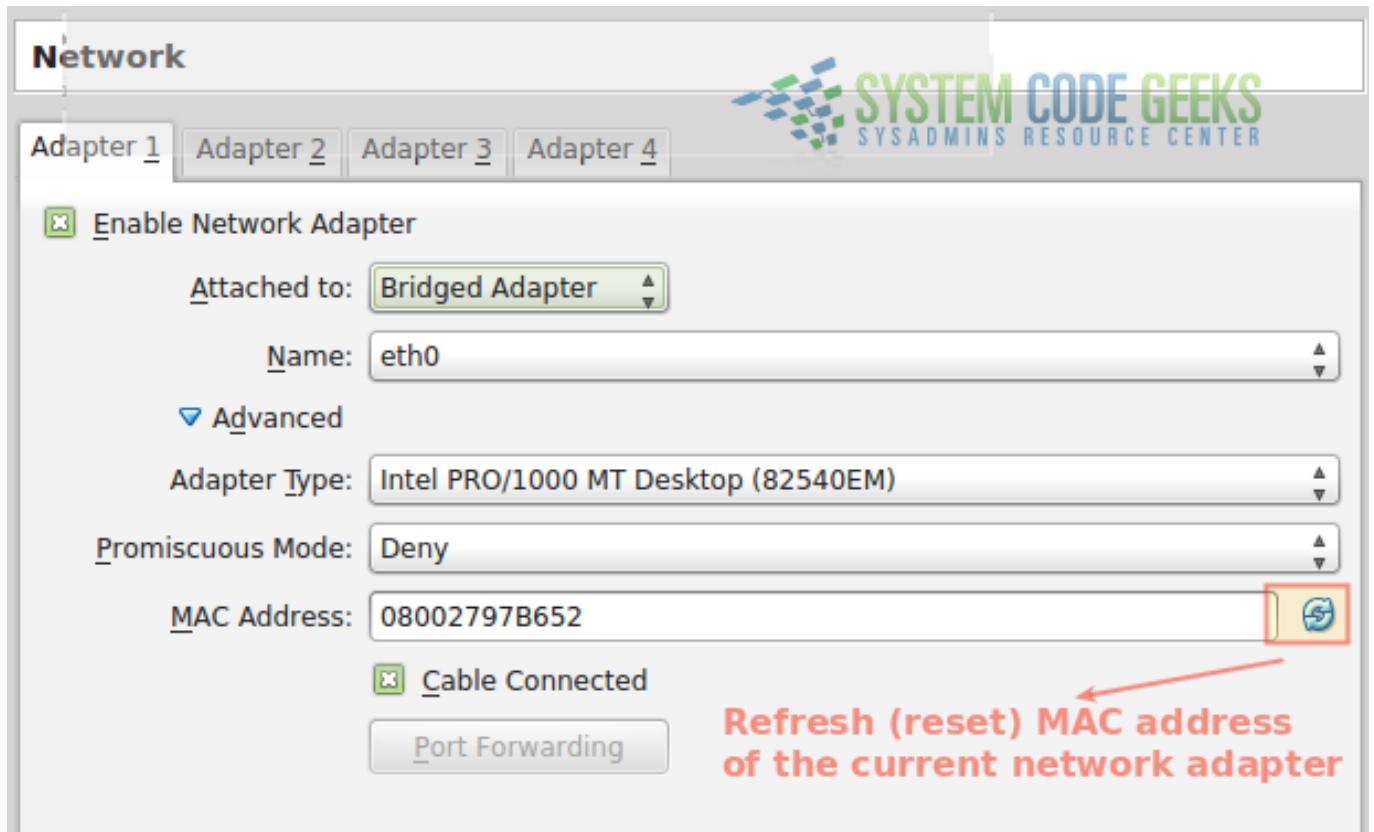 Network
SYSTEM CODE GEEKS
SYSADMINS RESOURCE CENTER
Adapter 1 Adapter 2 Adapter 3 Adapter 4
Enable Network Adapter
Attached to: Bridged Adapter
Name: eth0
Advanced
Adapter Type: Intel PRO/1000 MT Desktop (82540EM)
Promiscuous Mode: Deny
MAC Address: 08002797B652
Cable Connected
Port Forwarding
Refresh (reset) MAC address
of the current network adapter